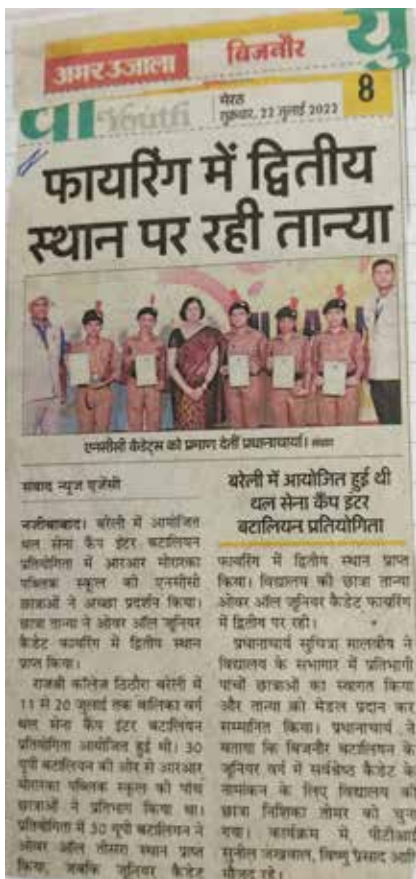 अमर उजाला
बिजनौर
यु
वा
Youth
मेरठ
शुक्रवार, 22 जुलाई 2022
8
फायरिंग में द्वितीय
स्थान पर रही तान्या
एनसीसी कैडेट्स को प्रमाण देतीं प्रधानाचार्या। संवाद
संवाद न्यूज एजेंसी
नजीबाबाद। बरेली में आयोजित
थल सेना कैंप इंटर बटालियन
प्रतियोगिता में आरआर मोरारका
पब्लिक स्कूल की एनसीसी
छात्राओं ने अच्छा प्रदर्शन किया।
छात्रा तान्या ने ओवर ऑल जूनियर
कैडेट फायरिंग में द्वितीय स्थान
प्राप्त किया।
राजश्री कॉलेज ठिठौरा बरेली में
11 से 20 जुलाई तक बालिका वर्ग
थल सेना कैंप इंटर बटालियन
प्रतियोगिता आयोजित हुई थी। 30
यूपी बटालियन की ओर से आरआर
मोरारका पब्लिक स्कूल की पांच
छात्राओं ने प्रतिभाग किया था।
प्रतियोगिता में 30 यूपी बटालियन ने
ओवर ऑल तीसरा स्थान प्राप्त
किया, जबकि जूनियर कैडेट
बरेली में आयोजित हुई थी
थल सेना कैंप इंटर
बटालियन प्रतियोगिता
फायरिंग में द्वितीय स्थान प्राप्त
किया। विद्यालय की छात्रा तान्या
ओवर ऑल जूनियर कैडेट फायरिंग
में द्वितीय पर रही।
प्रधानाचार्य सुचित्रा मालवीय ने
विद्यालय के सभागार में प्रतिभागी
पांचों छात्राओं का स्वागत किया
और तान्या को मेडल प्रदान कर
सम्मानित किया। प्रधानाचार्य ने
बताया कि बिजनौर बटालियन के
जूनियर वर्ग में सर्वश्रेष्ठ कैडेट के
नामांकन के लिए विद्यालय की
छात्रा निशिका तोमर को चुना
गया। कार्यक्रम में, पीटीआई
सुनील जखवाल, विष्णु प्रसाद आदि
मौजूद रहे।